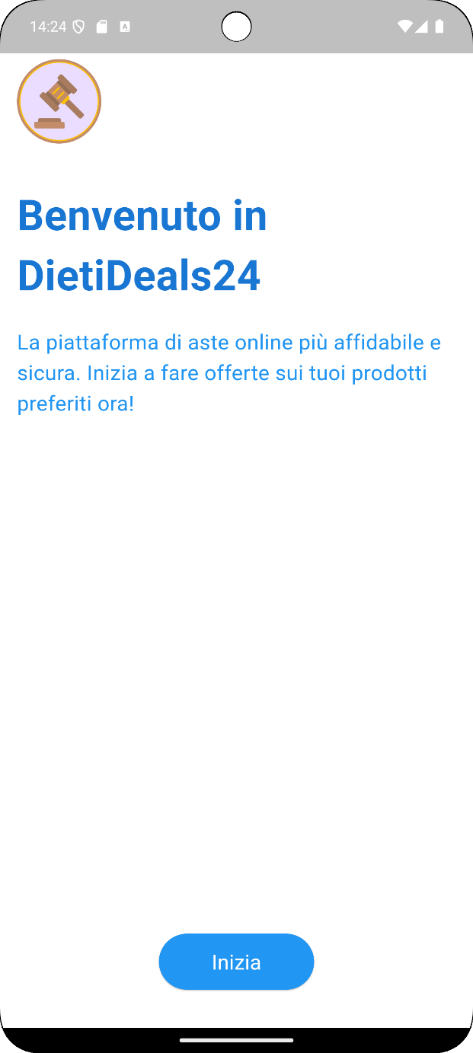 14:24
Benvenuto in
DietiDeals24
La piattaforma di aste online più affidabile e
sicura. Inizia a fare offerte sui tuoi prodotti
preferiti ora!
Inizia